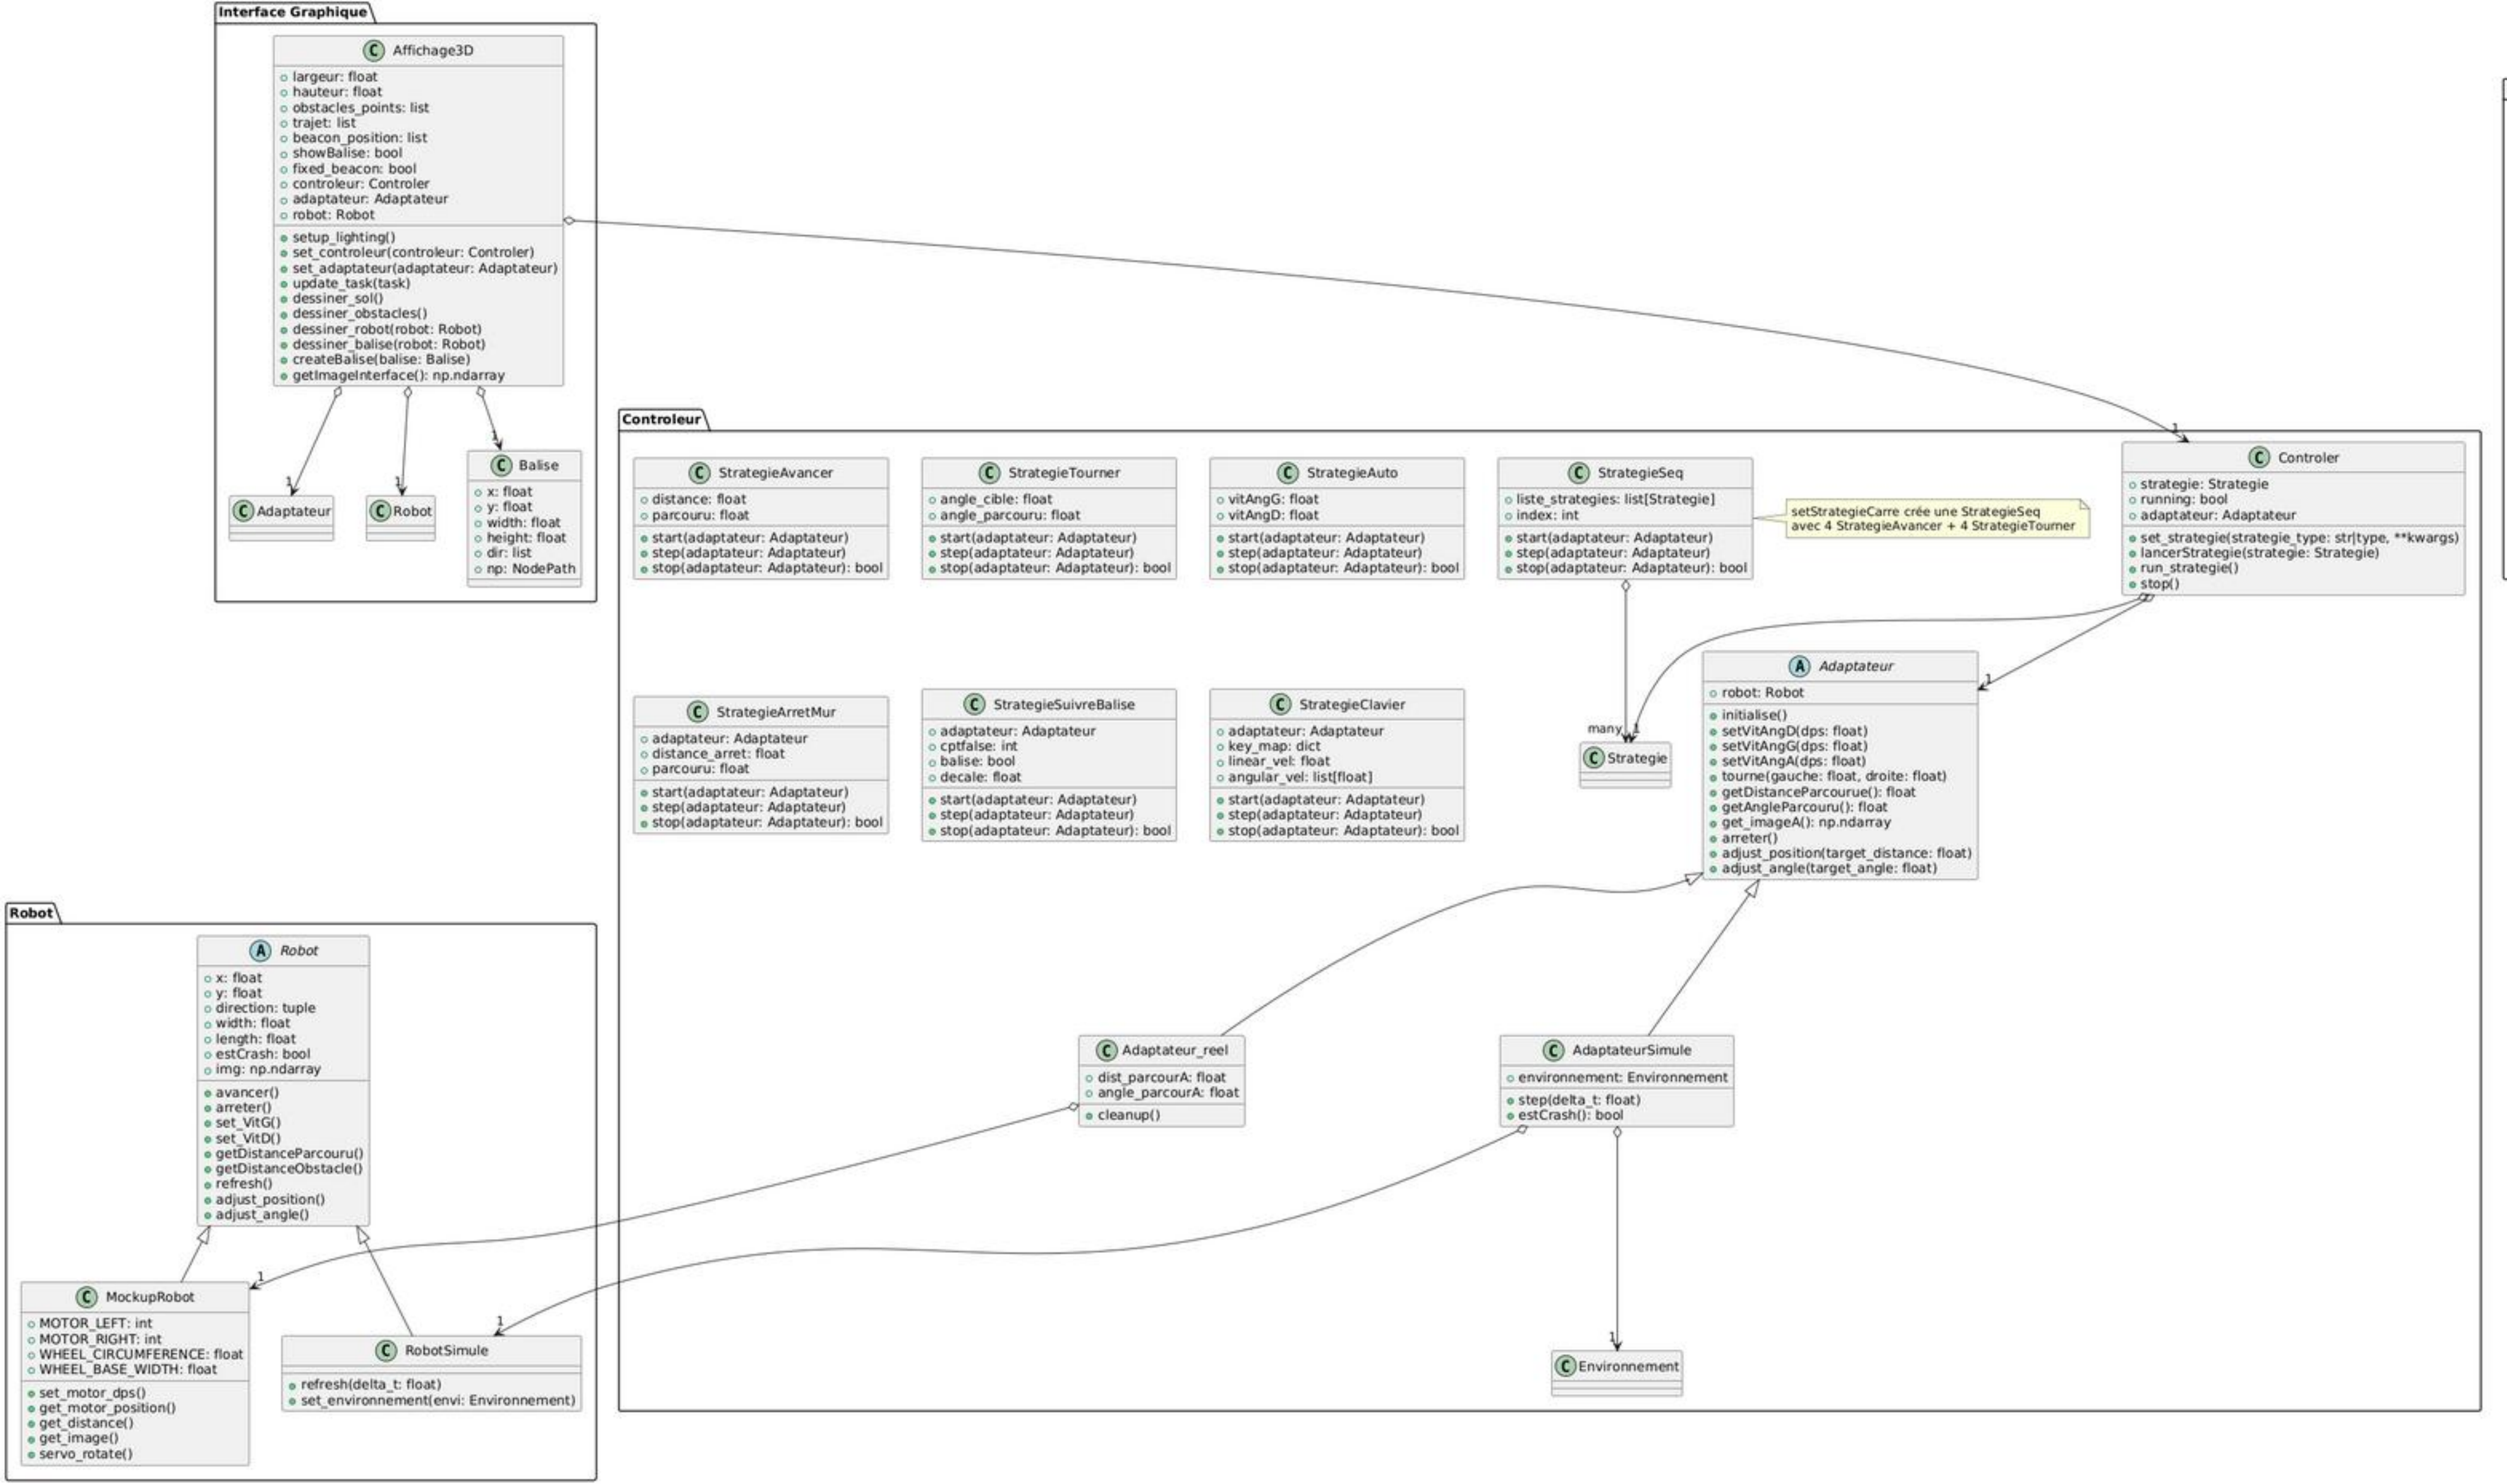 Interface Graphique
C Affichage3D
largeur: float
hauteur: float
obstacles_points: list
trajet: list
beacon_position: list
showBalise: bool
fixed_beacon: bool
controleur: Controler
adaptateur: Adaptateur
robot: Robot
setup_lighting()
set_controleur(controleur: Controler)
set_adaptateur(adaptateur: Adaptateur)
update_task(task)
dessiner_sol()
dessiner_obstacles()
dessiner_robot(robot: Robot)
dessiner_balise(robot: Robot)
createBalise(balise: Balise)
getImageInterface(): np.ndarray
1
1
1
C Adaptateur
C Robot
C Balise
x: float
y: float
width: float
height: float
dir: list
np: NodePath
Controleur
C StrategieAvancer
distance: float
parcouru: float
start(adaptateur: Adaptateur)
step(adaptateur: Adaptateur)
stop(adaptateur: Adaptateur): bool
C StrategieTourner
angle_cible: float
angle_parcouru: float
start(adaptateur: Adaptateur)
step(adaptateur: Adaptateur)
stop(adaptateur: Adaptateur): bool
C StrategieAuto
vitAngG: float
vitAngD: float
start(adaptateur: Adaptateur)
step(adaptateur: Adaptateur)
stop(adaptateur: Adaptateur): bool
C StrategieSeq
liste_strategies: list[Strategie]
index: int
start(adaptateur: Adaptateur)
step(adaptateur: Adaptateur)
stop(adaptateur: Adaptateur): bool
setStrategieCarre crée une StrategieSeq
avec 4 StrategieAvancer + 4 StrategieTourner
1
C Controler
strategie: Strategie
running: bool
adaptateur: Adaptateur
set_strategie(strategie_type: str|type, **kwargs)
lancerStrategie(strategie: Strategie)
run_strategie()
stop()
C StrategieArretMur
adaptateur: Adaptateur
distance_arret: float
parcouru: float
start(adaptateur: Adaptateur)
step(adaptateur: Adaptateur)
stop(adaptateur: Adaptateur): bool
C StrategieSuivreBalise
adaptateur: Adaptateur
cptfalse: int
balise: bool
decale: float
start(adaptateur: Adaptateur)
step(adaptateur: Adaptateur)
stop(adaptateur: Adaptateur): bool
C StrategieClavier
adaptateur: Adaptateur
key_map: dict
linear_vel: float
angular_vel: list[float]
start(adaptateur: Adaptateur)
step(adaptateur: Adaptateur)
stop(adaptateur: Adaptateur): bool
many
1
C Strategie
1
A Adaptateur
robot: Robot
initialise()
setVitAngD(dps: float)
setVitAngG(dps: float)
setVitAngA(dps: float)
tourne(gauche: float, droite: float)
getDistanceParcourue(): float
getAngleParcouru(): float
get_imageA(): np.ndarray
arreter()
adjust_position(target_distance: float)
adjust_angle(target_angle: float)
C Adaptateur_reel
dist_parcourA: float
angle_parcourA: float
cleanup()
C AdaptateurSimule
environnement: Environnement
step(delta_t: float)
estCrash(): bool
1
C Environnement
Robot
A Robot
x: float
y: float
direction: tuple
width: float
length: float
estCrash: bool
img: np.ndarray
avancer()
arreter()
set_VitG()
set_VitD()
getDistanceParcouru()
getDistanceObstacle()
refresh()
adjust_position()
adjust_angle()
1
C MockupRobot
MOTOR_LEFT: int
MOTOR_RIGHT: int
WHEEL_CIRCUMFERENCE: float
WHEEL_BASE_WIDTH: float
set_motor_dps()
get_motor_position()
get_distance()
get_image()
servo_rotate()
1
C RobotSimule
refresh(delta_t: float)
set_environnement(envi: Environnement)